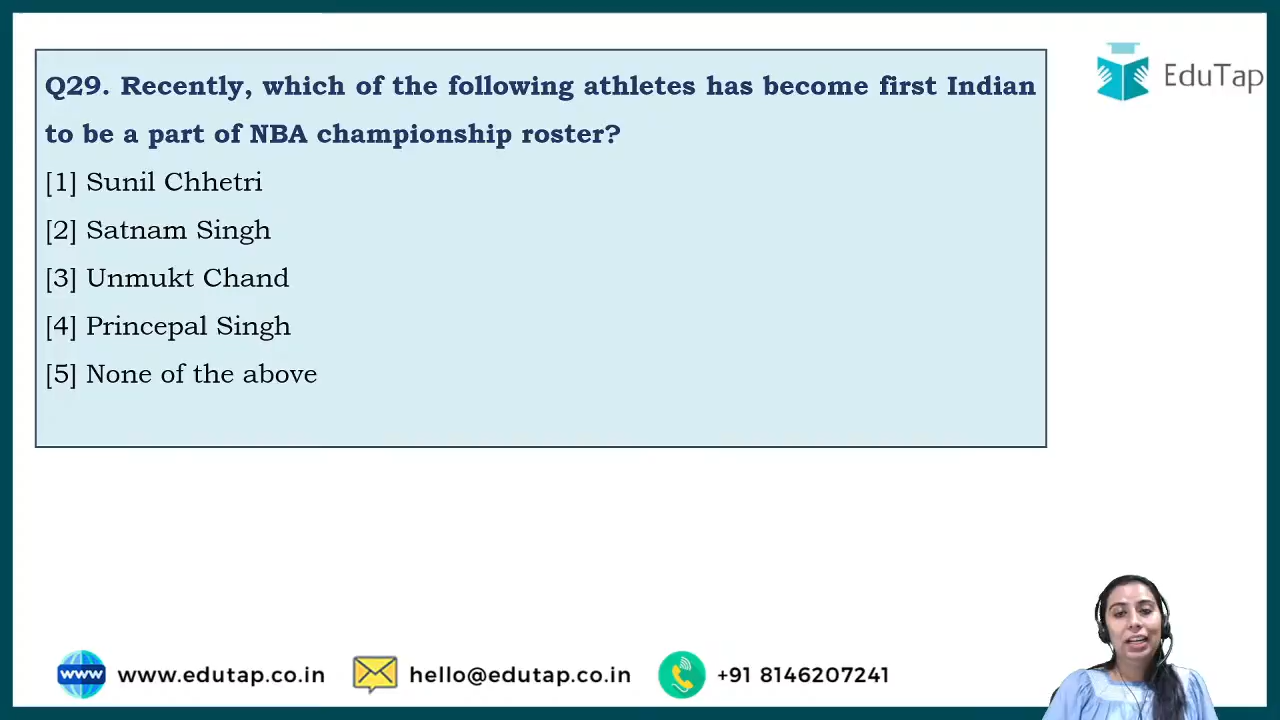 Q29. Recently, which of the following athletes has become first Indian
to be a part of NBA championship roster?
[1] Sunil Chhetri
[2] Satnam Singh
[3] Unmukt Chand
[4] Princepal Singh
[5] None of the above
EduTap
www www.edutap.co.in hello@edutap.co.in +91 8146207241